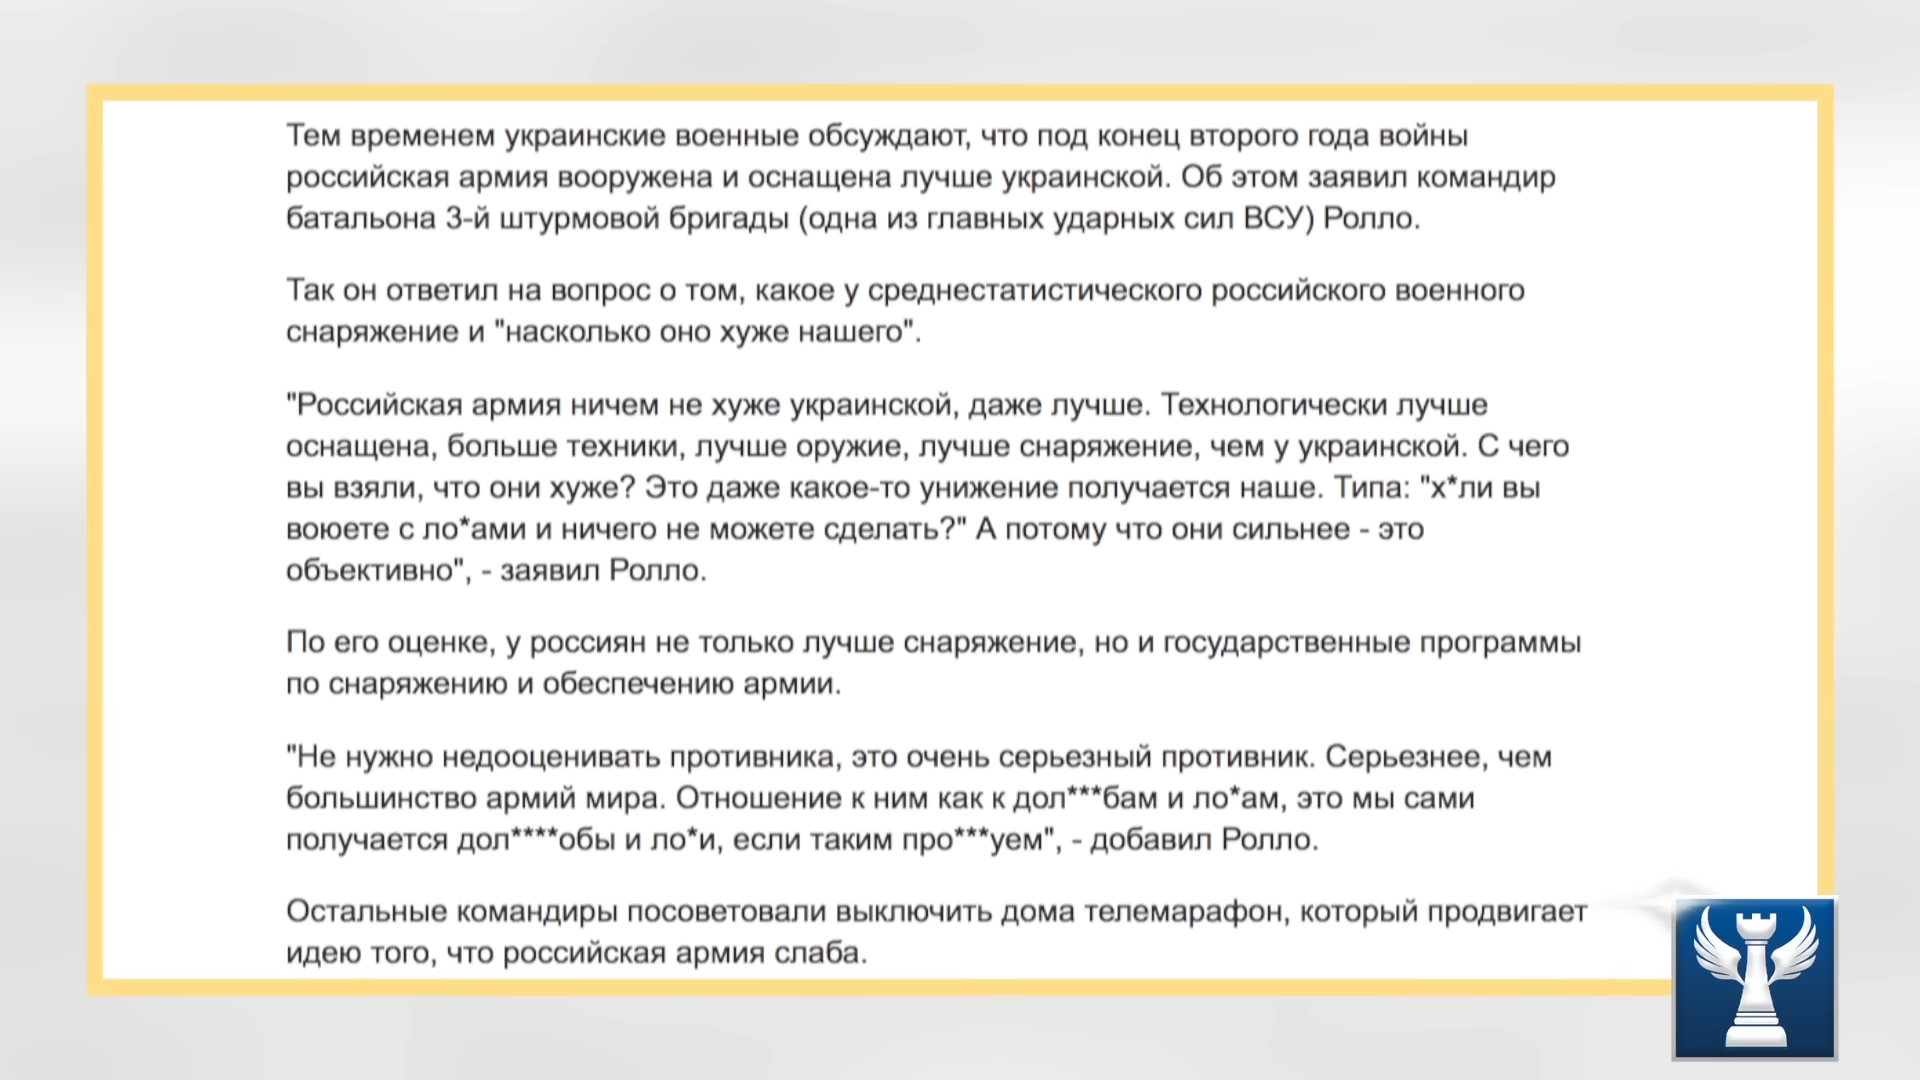 Тем временем украинские военные обсуждают, что под конец второго года войны
российская армия вооружена и оснащена лучше украинской. Об этом заявил командир
батальона 3-й штурмовой бригады (одна из главных ударных сил ВСУ) Ролло.
Так он ответил на вопрос о том, какое у среднестатистического российского военного
снаряжение и "насколько оно хуже нашего".
"Российская армия ничем не хуже украинской, даже лучше. Технологически лучше
оснащена, больше техники, лучше оружие, лучше снаряжение, чем у украинской. С чего
вы взяли, что они хуже? Это даже какое-то унижение получается наше. Типа: "х*ли вы
воюете с ло*ами и ничего не можете сделать?" А потому что они сильнее - это
объективно", - заявил Ролло.
По его оценке, у россиян не только лучше снаряжение, но и государственные программы
по снаряжению и обеспечению армии.
"Не нужно недооценивать противника, это очень серьезный противник. Серьезнее, чем
большинство армий мира. Отношение к ним как к дол***бам и ло*ам, это мы сами
получается дол****обы и ло*и, если таким про***уем", - добавил Ролло.
Остальные командиры посоветовали выключить дома телемарафон, который продвигает
идею того, что российская армия слаба.